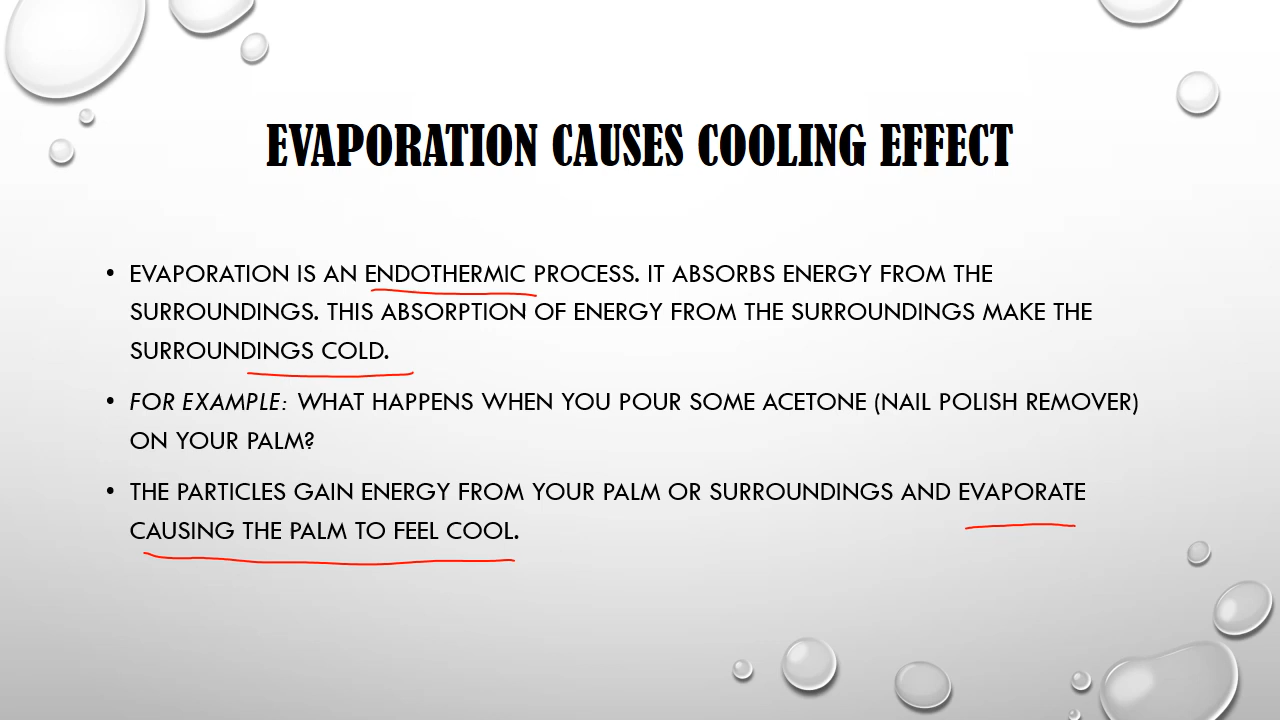 EVAPORATION CAUSES COOLING EFFECT
• EVAPORATION IS AN ENDOTHERMIC PROCESS. IT ABSORBS ENERGY FROM THE
SURROUNDINGS. THIS ABSORPTION OF ENERGY FROM THE SURROUNDINGS MAKE THE
SURROUNDINGS COLD.
• FOR EXAMPLE: WHAT HAPPENS WHEN YOU POUR SOME ACETONE (NAIL POLISH REMOVER)
ON YOUR PALM?
• THE PARTICLES GAIN ENERGY FROM YOUR PALM OR SURROUNDINGS AND EVAPORATE
CAUSING THE PALM TO FEEL COOL.